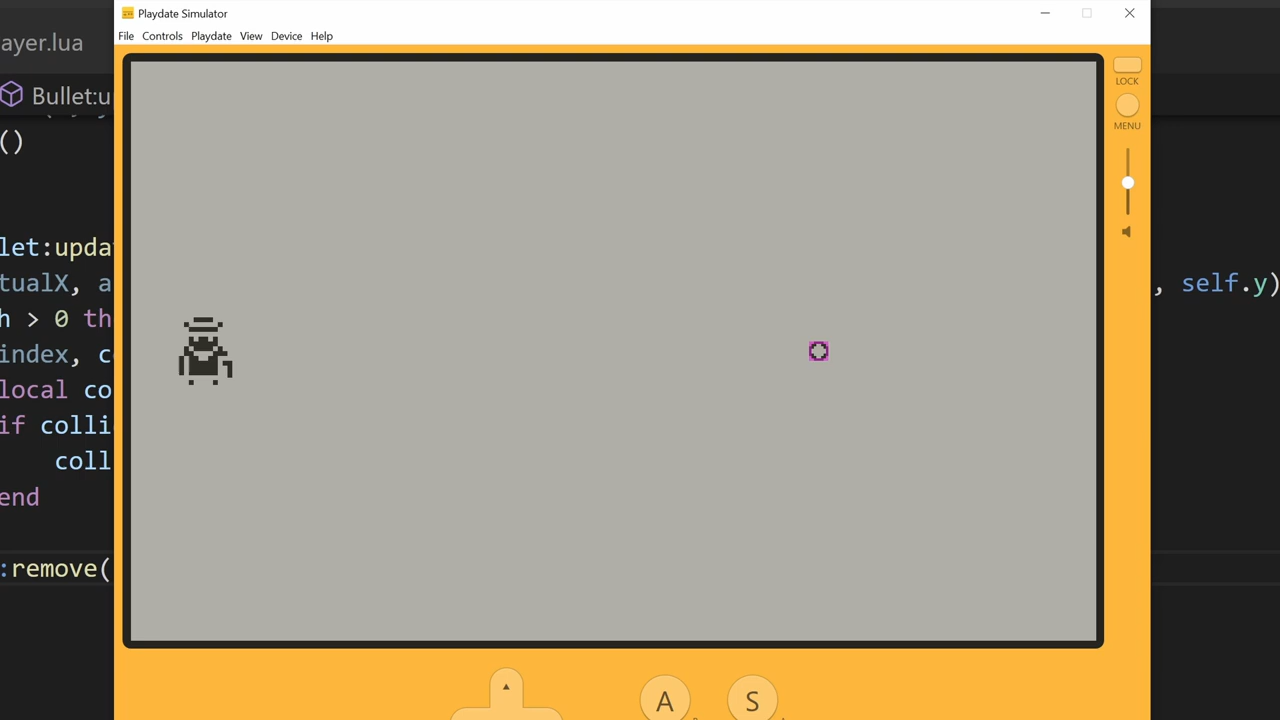 Playdate Simulator
File Controls Playdate View Device Help
ayer.lua
LOCK
Bullet:u
MENU
()
let:upda
tualX, a , self.y)
h > 0 th
index, c
local co
if colli
coll
end
:remove(
A S